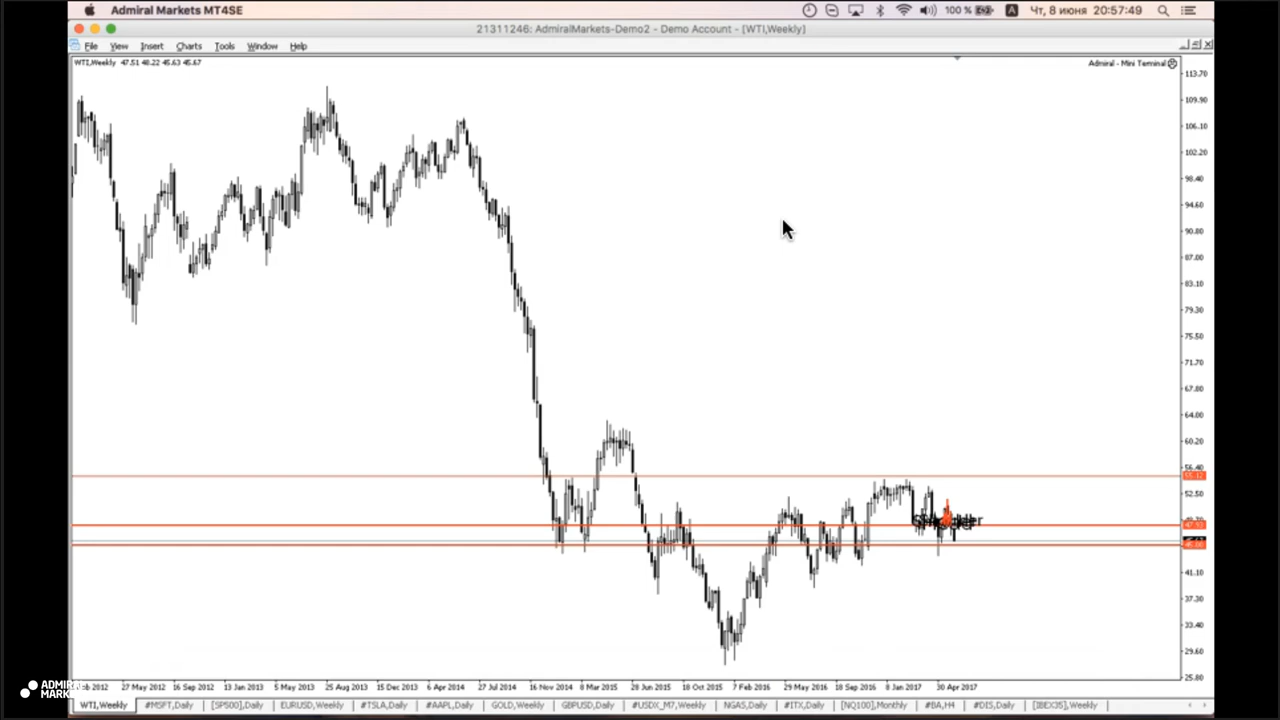 Admiral Markets MT4SE
100 %
A
Чт, 8 июня 20:57:49
21311246: AdmiralMarkets-Demo2 - Demo Account - [WTI,Weekly]
File View Insert Charts Tools Window Help
WTI,Weekly 47.51 48.22 45.63 45.67
Admiral - Mini Terminal
113.70
109.90
106.10
102.20
98.40
94.60
90.80
87.00
83.10
79.30
75.50
71.70
67.80
64.00
60.20
56.40
52.50
41.10
37.30
33.40
29.60
25.80
2012 27 May 2012 16 Sep 2012 13 Jan 2013 5 May 2013 25 Aug 2013 15 Dec 2013 6 Apr 2014 27 Jul 2014 16 Nov 2014 8 Mar 2015 28 Jun 2015 18 Oct 2015 7 Feb 2016 29 May 2016 18 Sep 2016 8 Jan 2017 30 Apr 2017
ADMIRAL
WTI,Weekly #MSFT,Daily [SP500],Daily EURUSD,Weekly #TSLA,Daily #AAPL,Daily GOLD,Weekly GBPUSD,Daily #USDX_M7,Weekly NGAS,Daily #ITX,Daily [NQ100],Monthly #BA,H4 #DIS,Daily [IBEX35],Weekly